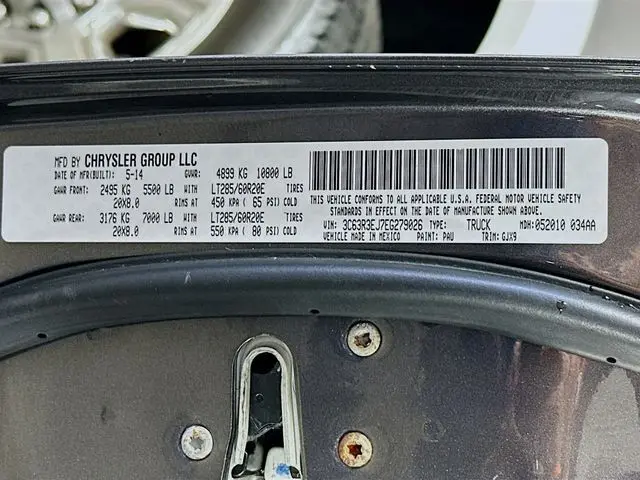 MFD BY CHRYSLER GROUP LLC
DATE OF MFR(BUILT): 5-14 GVWR: 4899 KG 10800 LB
GAWR FRONT: 2495 KG 5500 LB WITH LT285/60R20E TIRES
20X8.0 RIMS AT 450 KPA ( 65 PSI) COLD
GAWR REAR: 3176 KG 7000 LB WITH LT285/60R20E TIRES
20X8.0 RIMS AT 550 KPA ( 80 PSI) COLD
THIS VEHICLE CONFORMS TO ALL APPLICABLE U.S.A. FEDERAL MOTOR VEHICLE SAFETY
STANDARDS IN EFFECT ON THE DATE OF MANUFACTURE SHOWN ABOVE.
VIN: 3C63R3EJ7EG279026 TYPE: TRUCK MDH: 052010 034AA
VEHICLE MADE IN MEXICO PAINT: PAU TRIM: GJX9